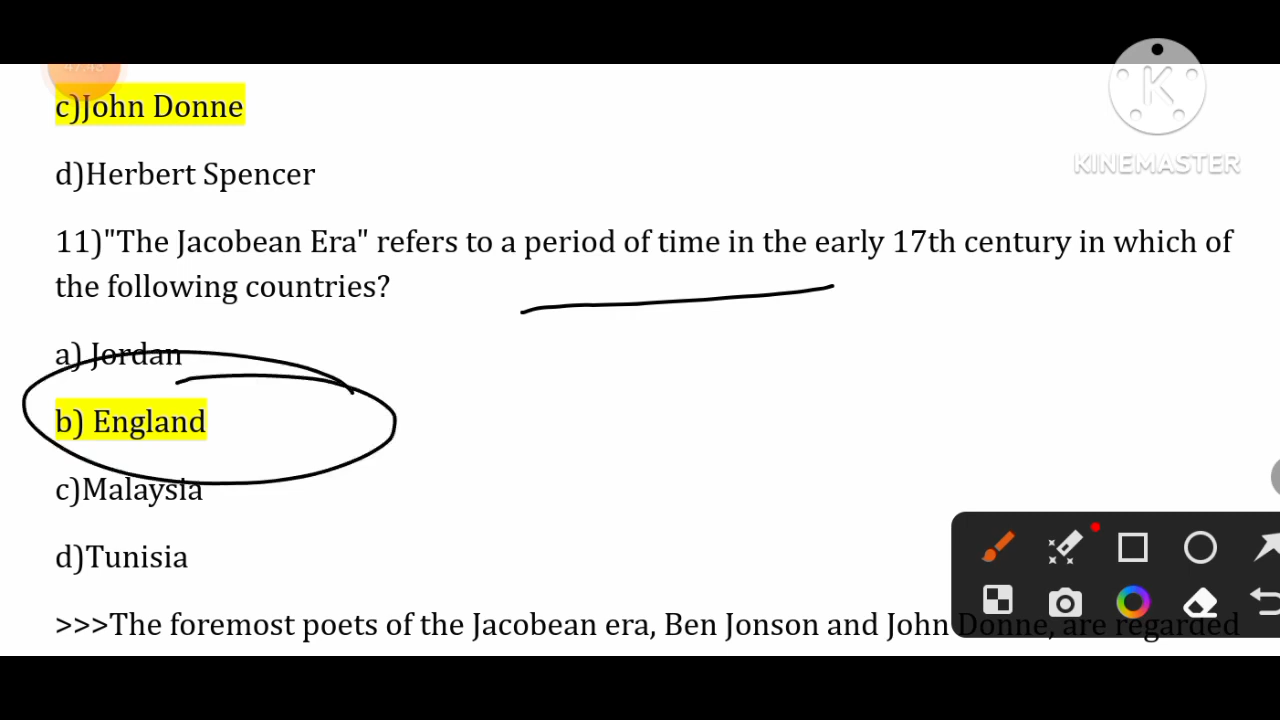 47:43
c)John Donne
KINEMASTER
d)Herbert Spencer
11)"The Jacobean Era" refers to a period of time in the early 17th century in which of
the following countries?
a) Jordan
b) England
c)Malaysia
d)Tunisia
>>>The foremost poets of the Jacobean era, Ben Jonson and John Donne, are regarded